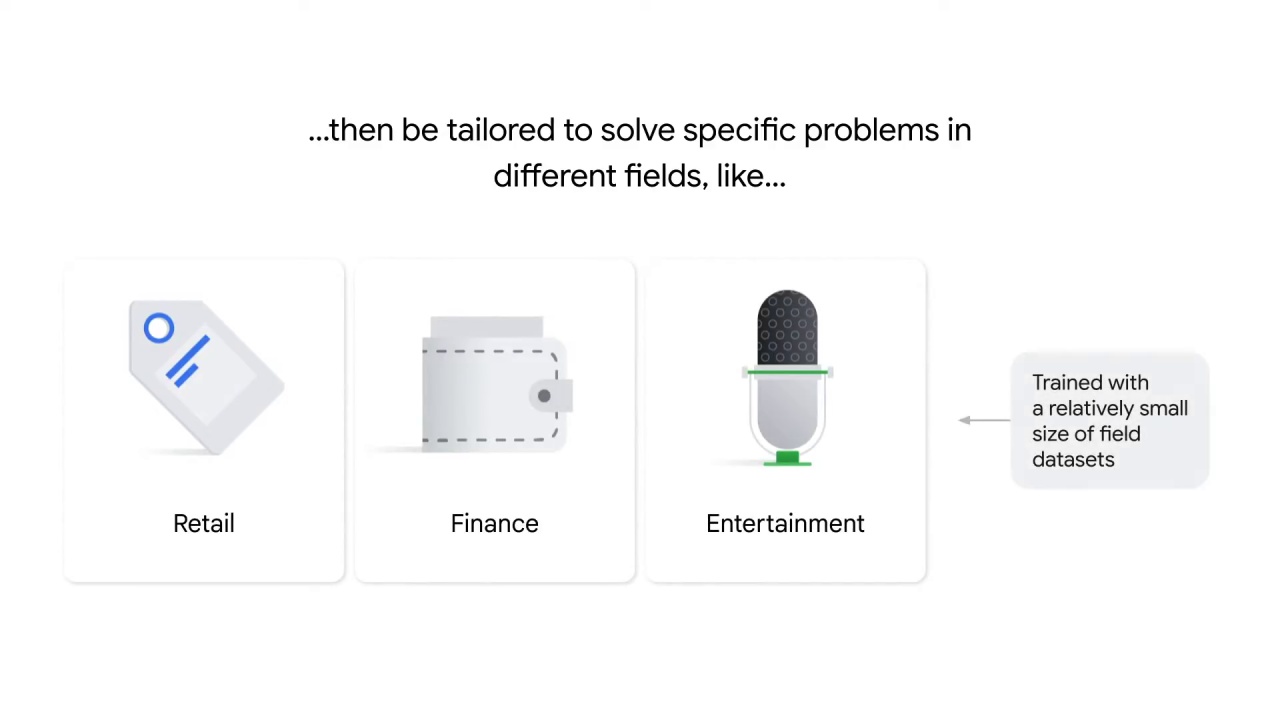 ...then be tailored to solve specific problems in
different fields, like...
Retail
Finance
Entertainment
Trained with
a relatively small
size of field
datasets